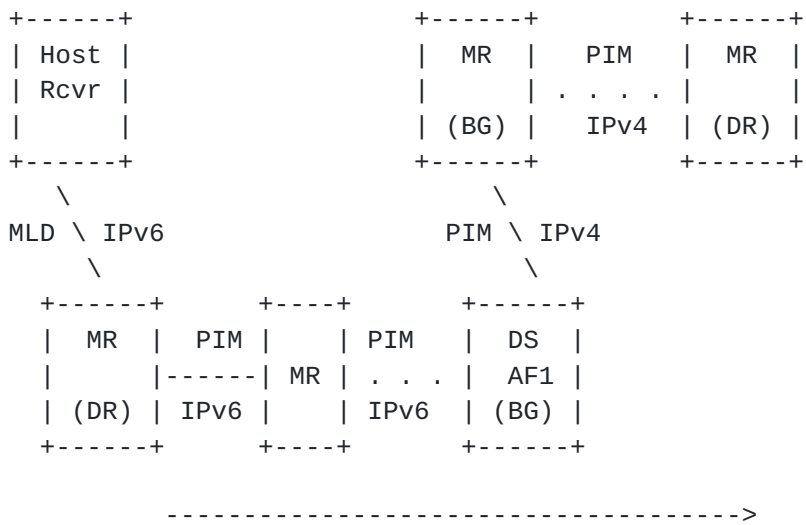 +------+                  +------+         +------+
| Host |                  |  MR  |   PIM   |  MR  |
| Rcvr |                  |      | . . . . |      |
|      |                  | (BG) |   IPv4  | (DR) |
+------+                  +------+         +------+
   \                           \
MLD \ IPv6                  PIM \ IPv4
     \                           \
  +------+      +----+       +------+
  |  MR  |  PIM |    | PIM   |  DS  |
  |      |------| MR | . . . |  AF1 |
  | (DR) | IPv6 |    | IPv6  | (BG) |
  +------+      +----+       +------+
          ------------------------------------->